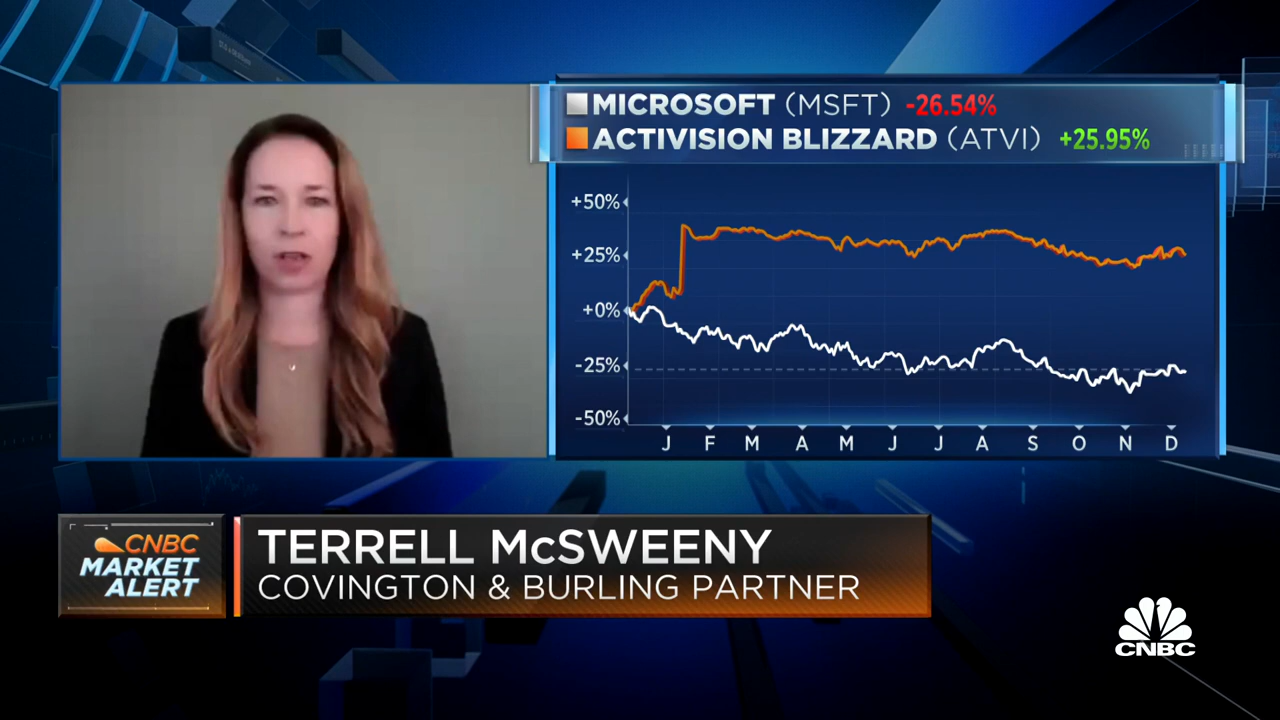 MICROSOFT (MSFT) -26.54%
ACTIVISION BLIZZARD (ATVI) +25.95%
+50%
+25%
+0%
-25%
-50%
J F M A M J J A S O N D
CNBC
MARKET
ALERT
TERRELL McSWEENY
COVINGTON & BURLING PARTNER
CNBC